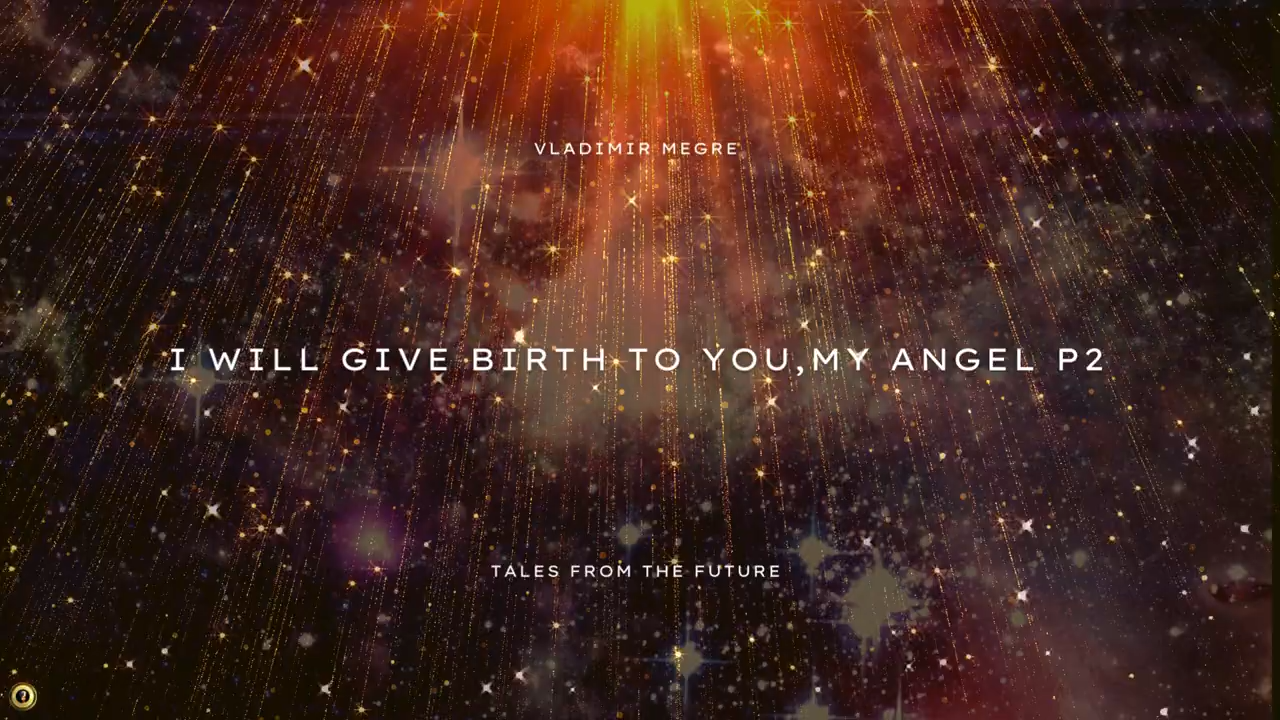 VLADIMIR MEGRE
I WILL GIVE BIRTH TO YOU,MY ANGEL P2
TALES FROM THE FUTURE